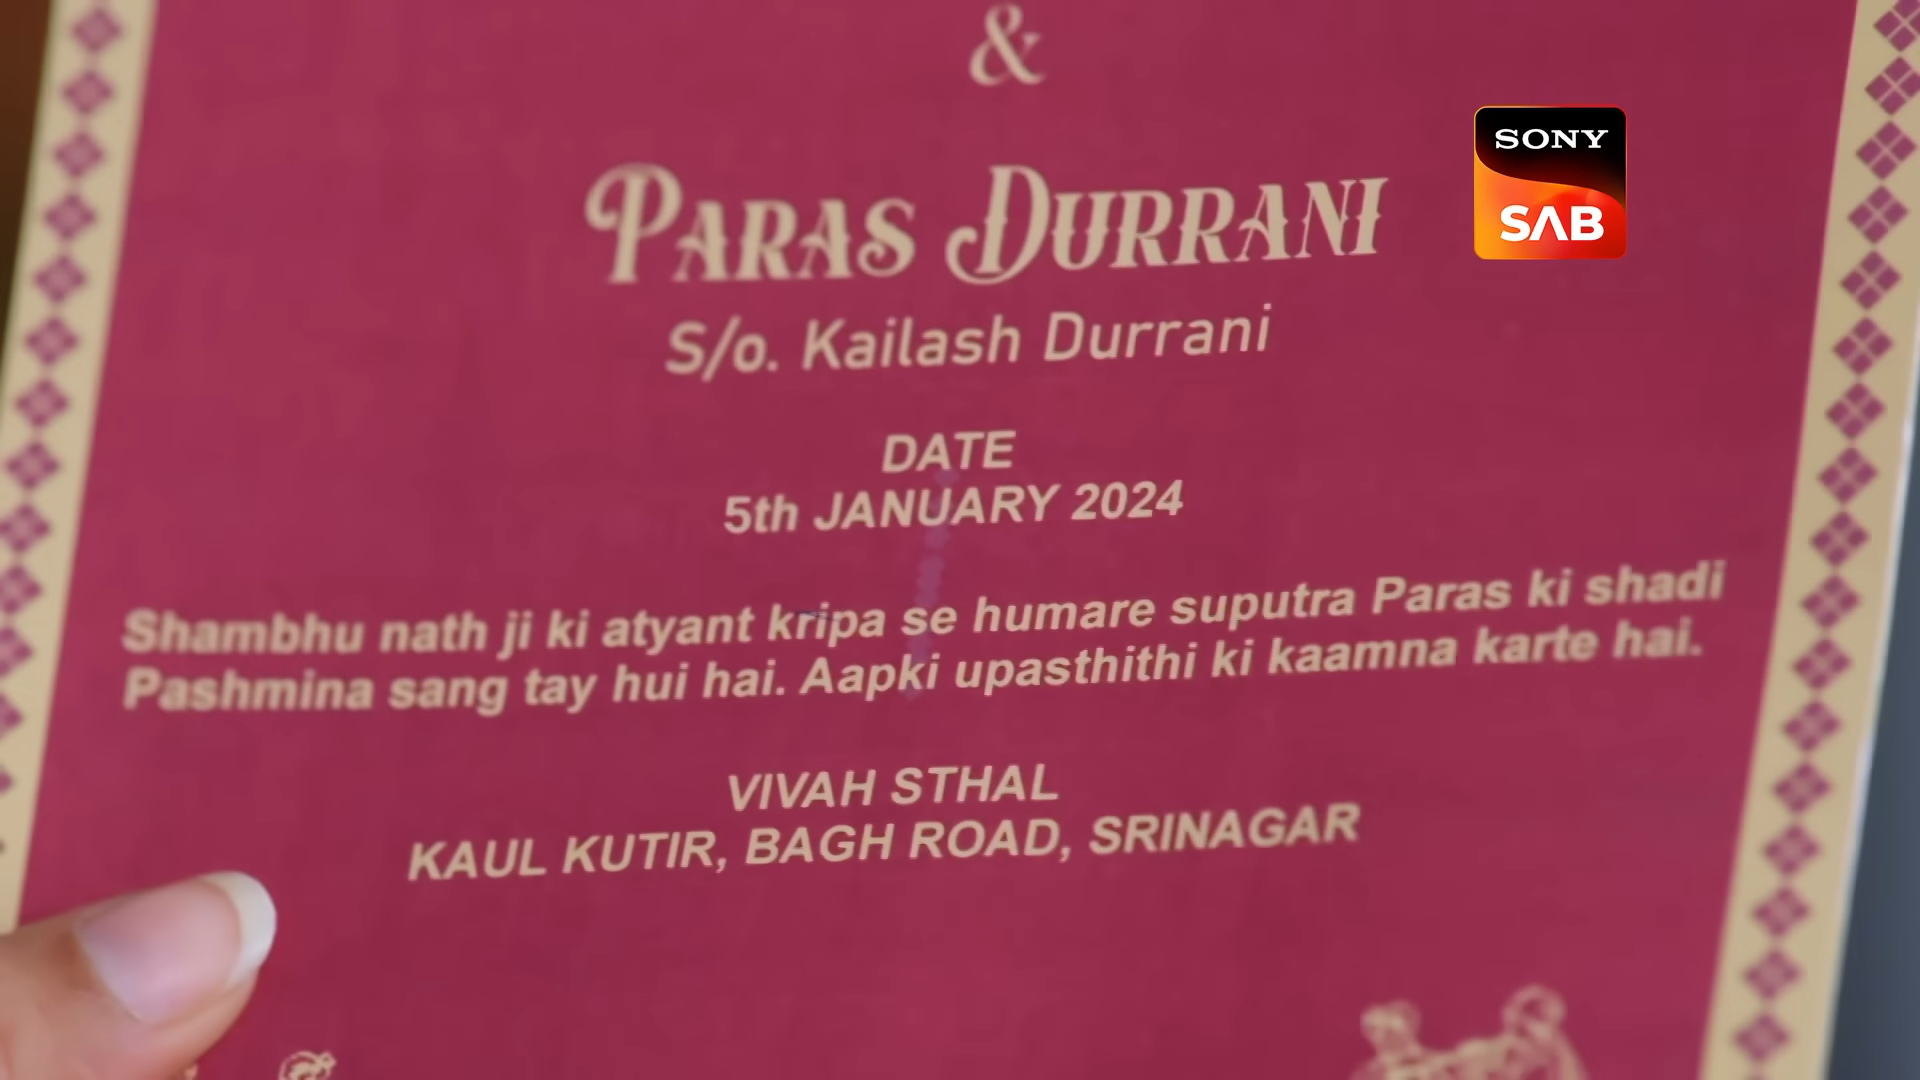 &
PARAS DURRANI
SONY
SAB
S/o. Kailash Durrani
DATE
5th JANUARY 2024
Shambhu nath ji ki atyant kripa se humare suputra Paras ki shadi
Pashmina sang tay hui hai. Aapki upasthithi ki kaamna karte hai.
VIVAH STHAL
KAUL KUTIR, BAGH ROAD, SRINAGAR